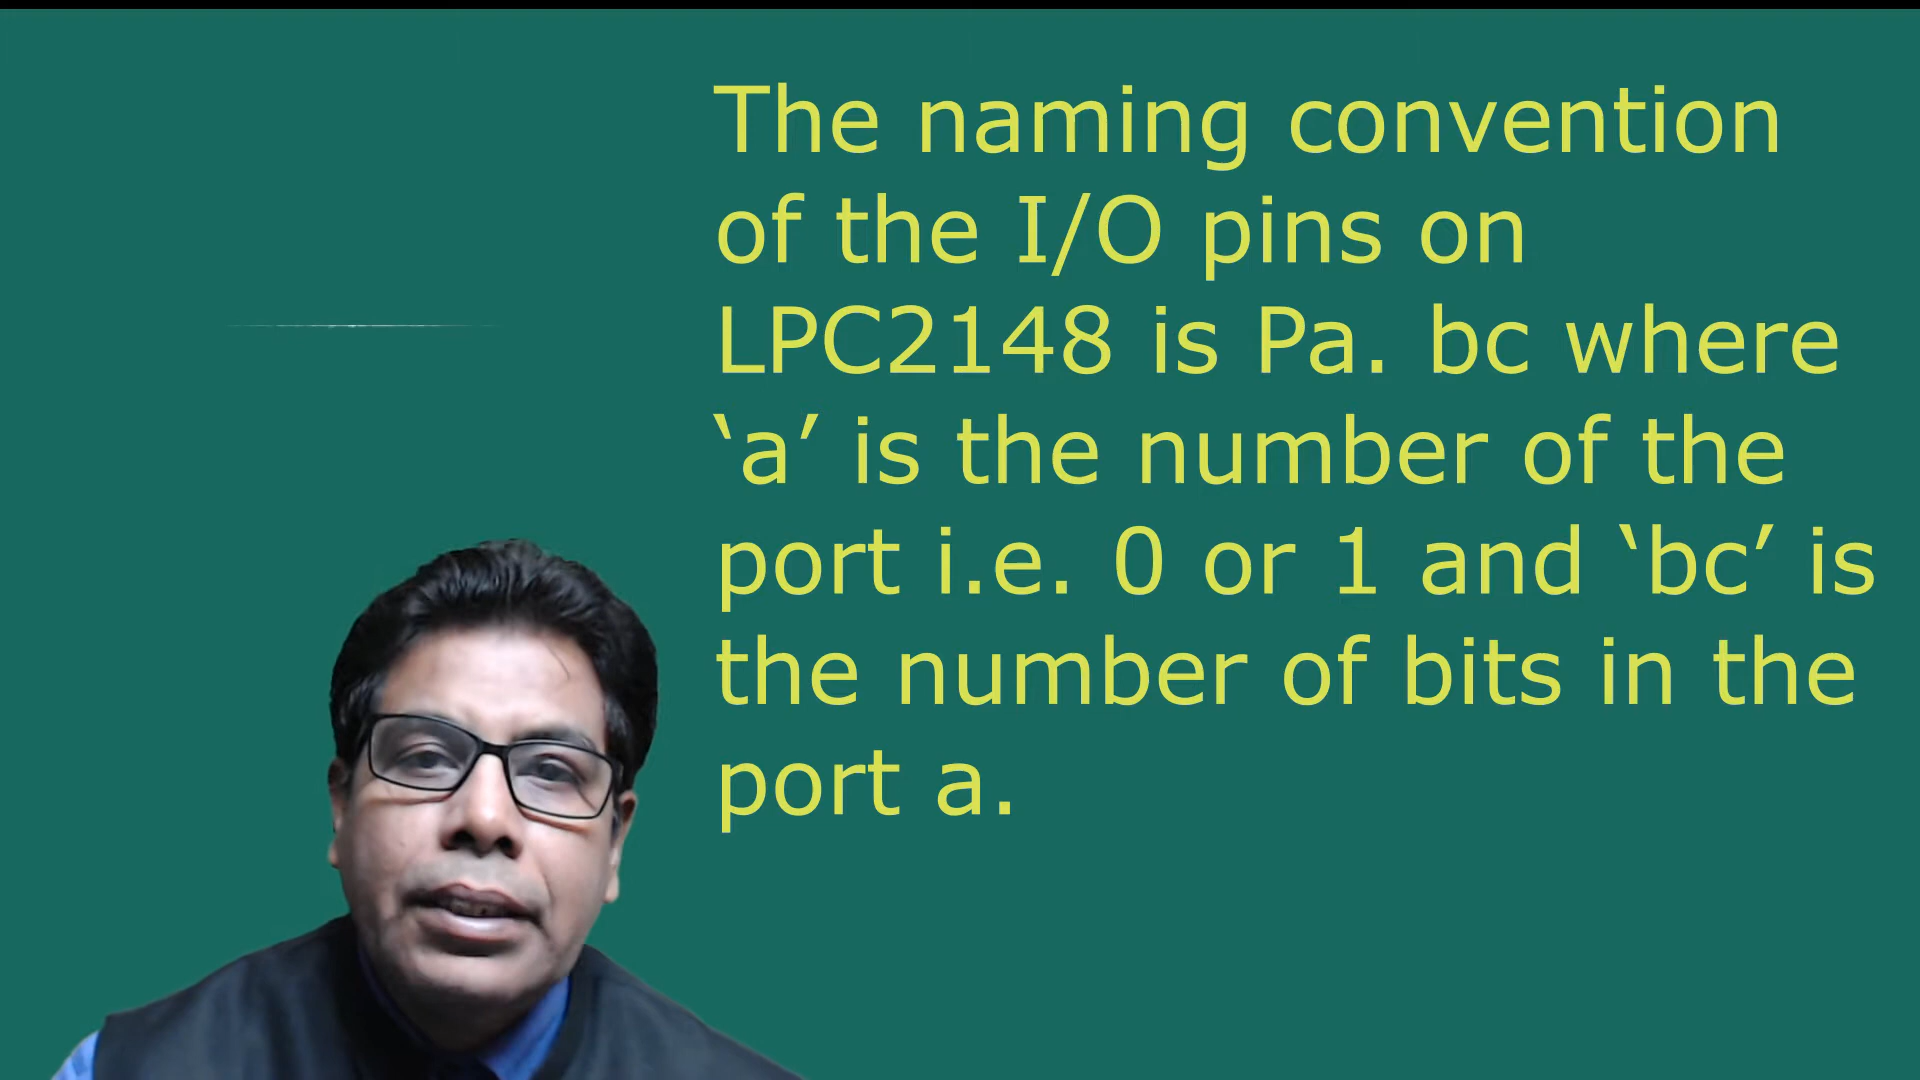 The naming convention
of the I/O pins on
LPC2148 is Pa. bc where
‘a’ is the number of the
port i.e. 0 or 1 and ‘bc’ is
the number of bits in the
port a.